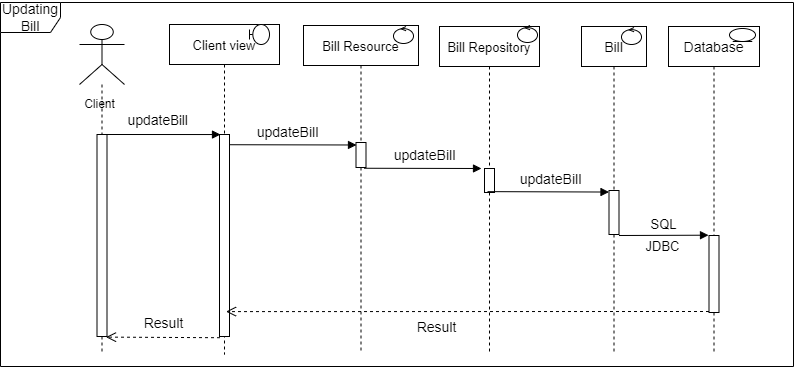 Updating
Bill
Client view
Bill Resource
Bill Repository
Bill
Database
Client
updateBill
updateBill
updateBill
updateBill
SQL
JDBC
Result
Result